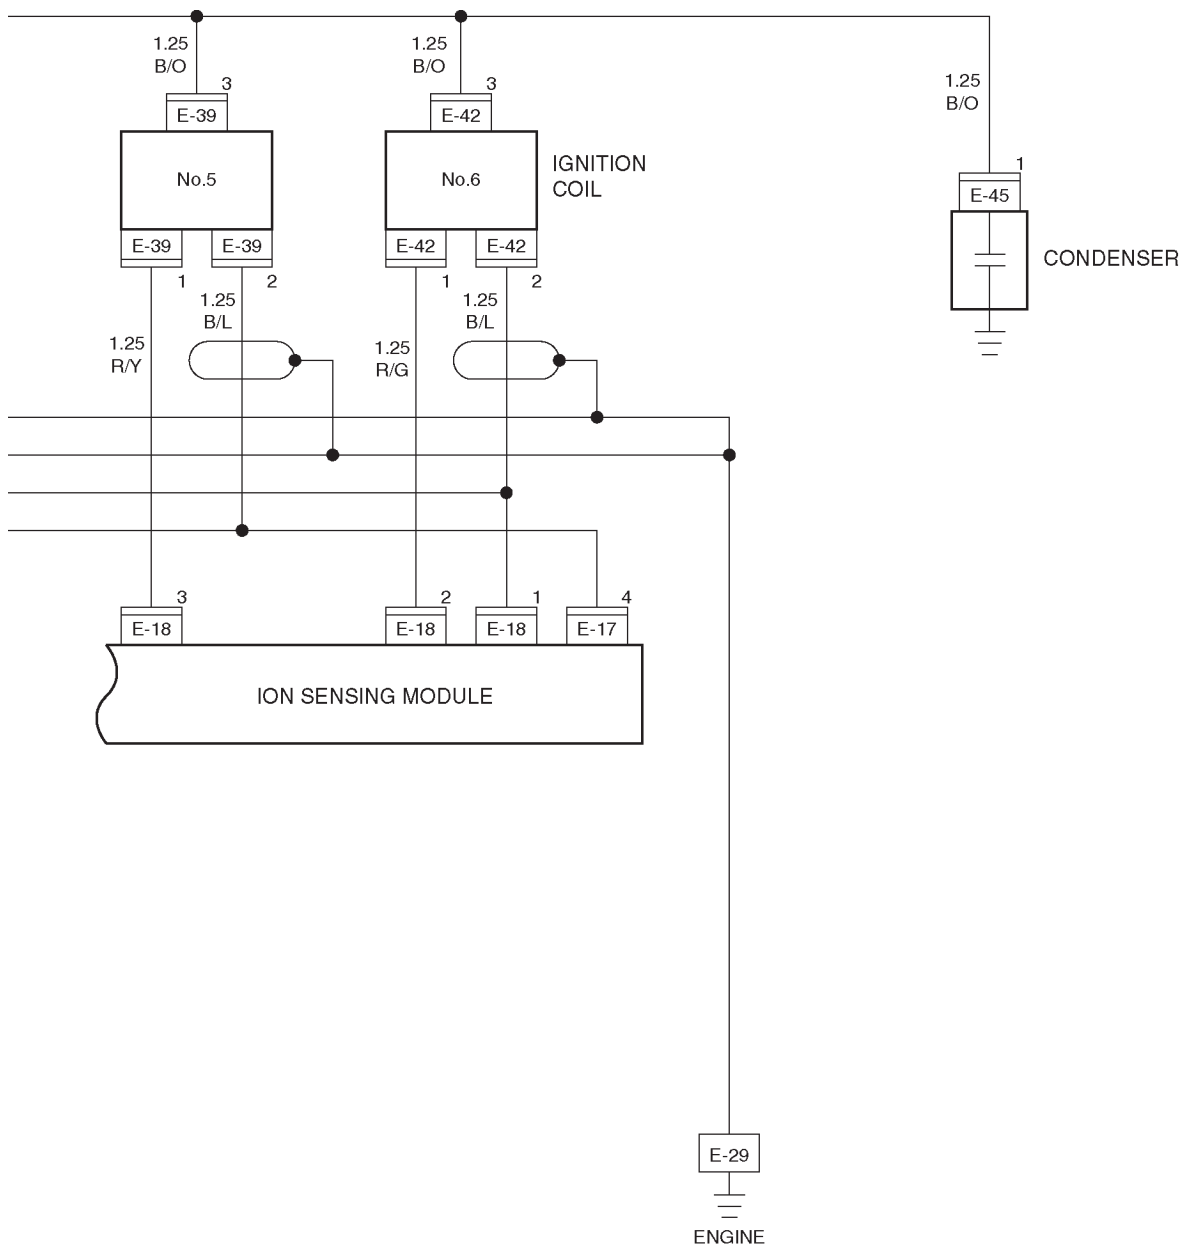 1.25
B/O
3
E-39
No.5
E-39
E-39
1
2
1.25
R/Y
1.25
B/L
1.25
B/O
3
E-42
No.6
IGNITION
COIL
E-42
E-42
1
2
1.25
R/G
1.25
B/L
1.25
B/O
1
E-45
CONDENSER
3
E-18
2
E-18
1
E-18
4
E-17
ION SENSING MODULE
E-29
ENGINE